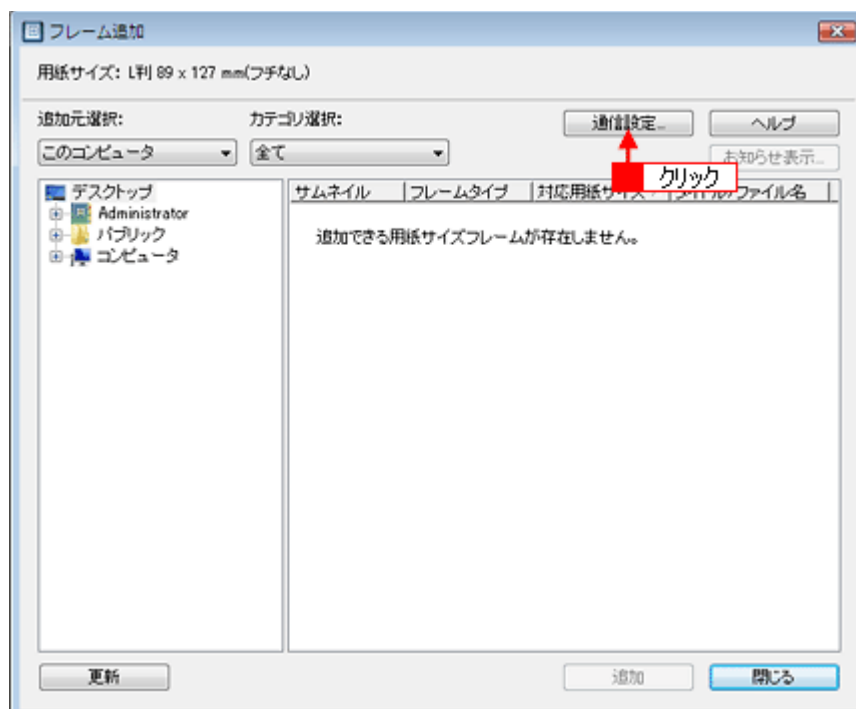 フレーム追加
用紙サイズ: L判 89 x 127 mm(フチなし)
追加元選択: カテゴリ選択: 通信設定... ヘルプ
このコンピュータ 全て お知らせ表示...
クリック
デスクトップ
Administrator
パブリック
コンピュータ
サムネイル フレームタイプ 対応用紙サイズ ファイル名
追加できる用紙サイズフレームが存在しません。
更新 追加 閉じる